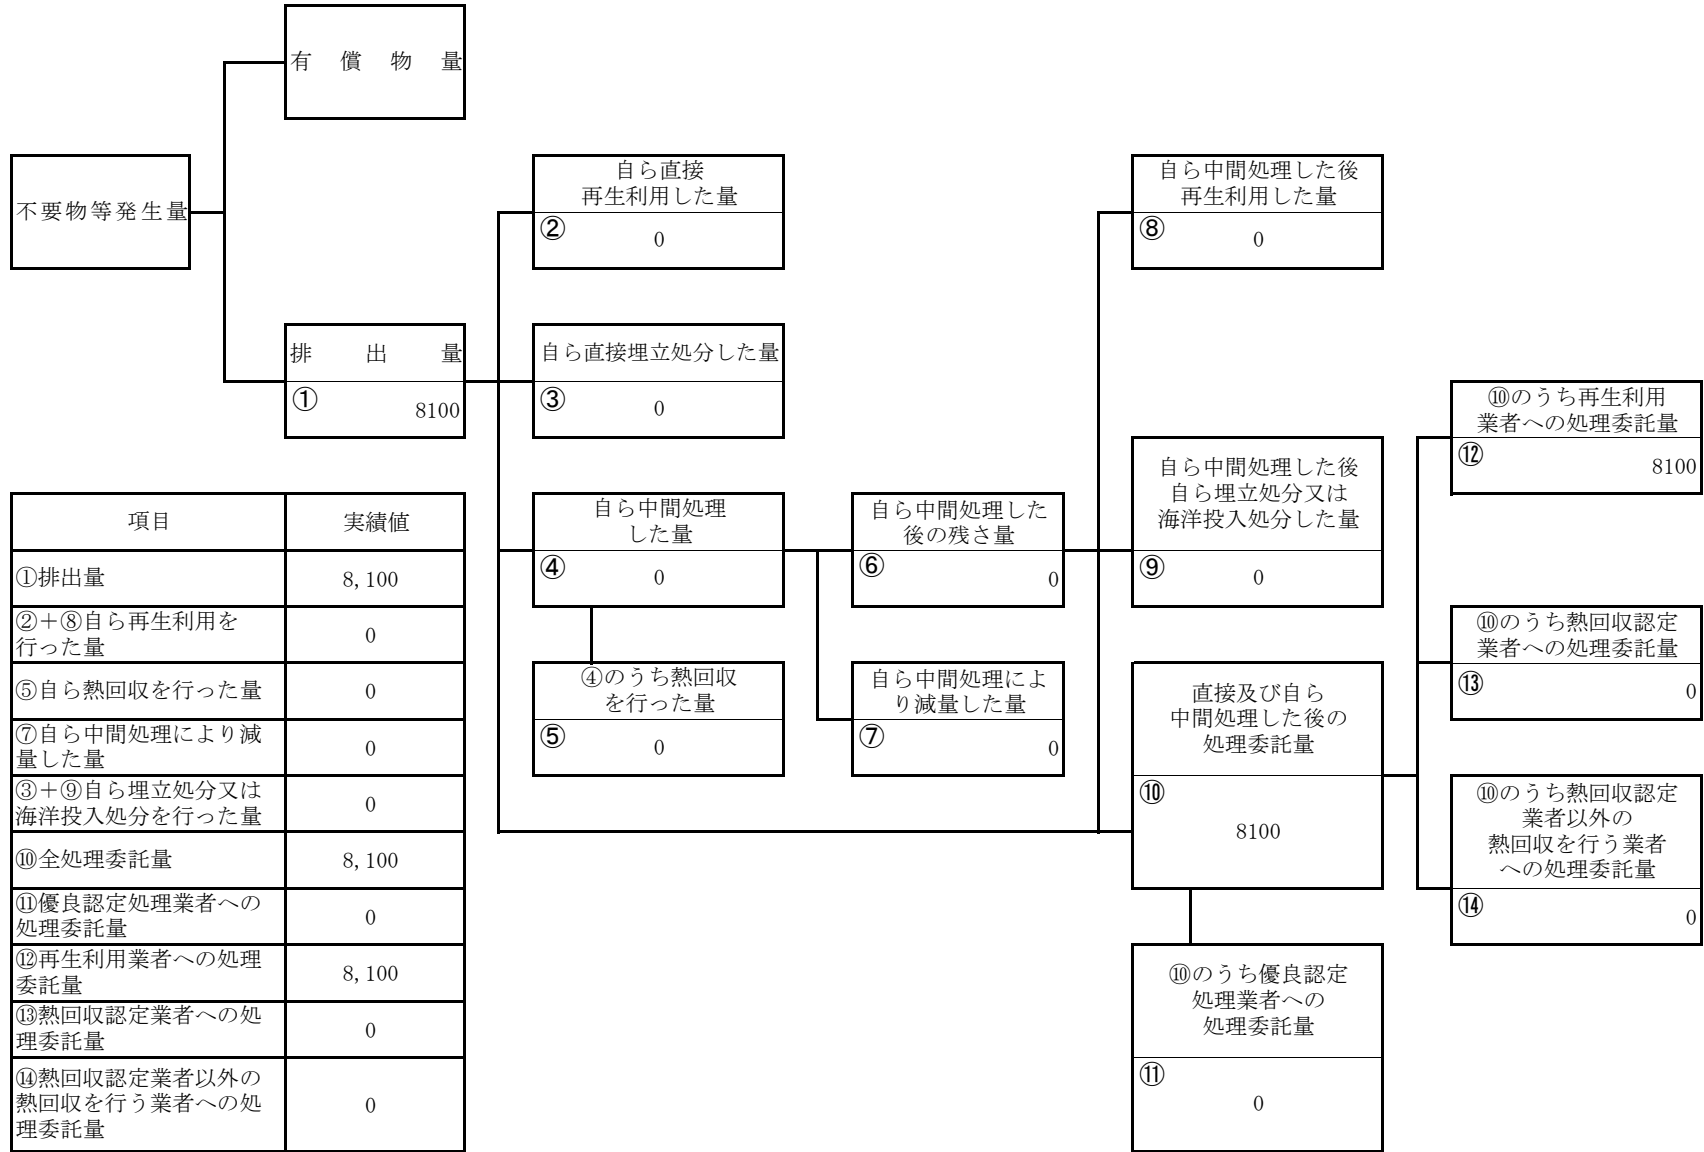 有償物量
不要物等発生量
排出量
① 8100
自ら直接
再生利用した量
② 0
自ら直接埋立処分した量
③ 0
自ら中間処理
した量
④ 0
④のうち熱回収
を行った量
⑤ 0
自ら中間処理した
後の残さ量
⑥ 0
自ら中間処理によ
り減量した量
⑦ 0
自ら中間処理した後
再生利用した量
⑧ 0
自ら中間処理した後
自ら埋立処分又は
海洋投入処分した量
⑨ 0
直接及び自ら
中間処理した後の
処理委託量
⑩
8100
⑩のうち優良認定
処理業者への
処理委託量
⑪
0
⑩のうち再生利用
業者への処理委託量
⑫ 8100
⑩のうち熱回収認定
業者への処理委託量
⑬ 0
⑩のうち熱回収認定
業者以外の
熱回収を行う業者
への処理委託量
⑭ 0
項目 実績値
①排出量 8,100
②+⑧自ら再生利用を
行った量 0
⑤自ら熱回収を行った量 0
⑦自ら中間処理により減
量した量 0
③+⑨自ら埋立処分又は
海洋投入処分を行った量 0
⑩全処理委託量 8,100
⑪優良認定処理業者への
処理委託量 0
⑫再生利用業者への処理
委託量 8,100
⑬熱回収認定業者への処
理委託量 0
⑭熱回収認定業者以外の
熱回収を行う業者への処
理委託量 0